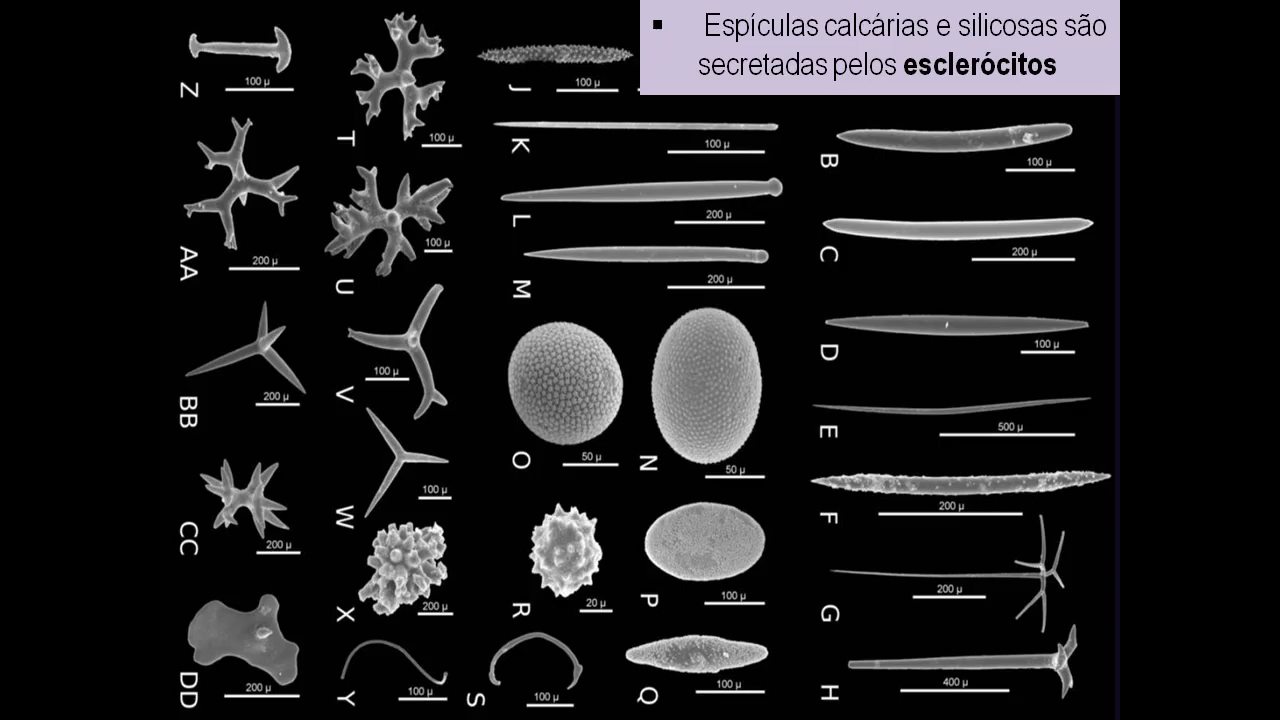 ▪ Espículas calcárias e silicosas são
secretadas pelos esclerócitos
Z
100 µ
T
100 µ
J
100 µ
K
100 µ
B
100 µ
AA
200 µ
U
100 µ
L
200 µ
C
200 µ
M
200 µ
D
100 µ
BB
200 µ
V
100 µ
E
500 µ
O
50 µ
N
50 µ
W
100 µ
F
200 µ
CC
200 µ
X
200 µ
R
20 µ
P
100 µ
G
200 µ
DD
200 µ
Y
100 µ
S
100 µ
Q
100 µ
H
400 µ